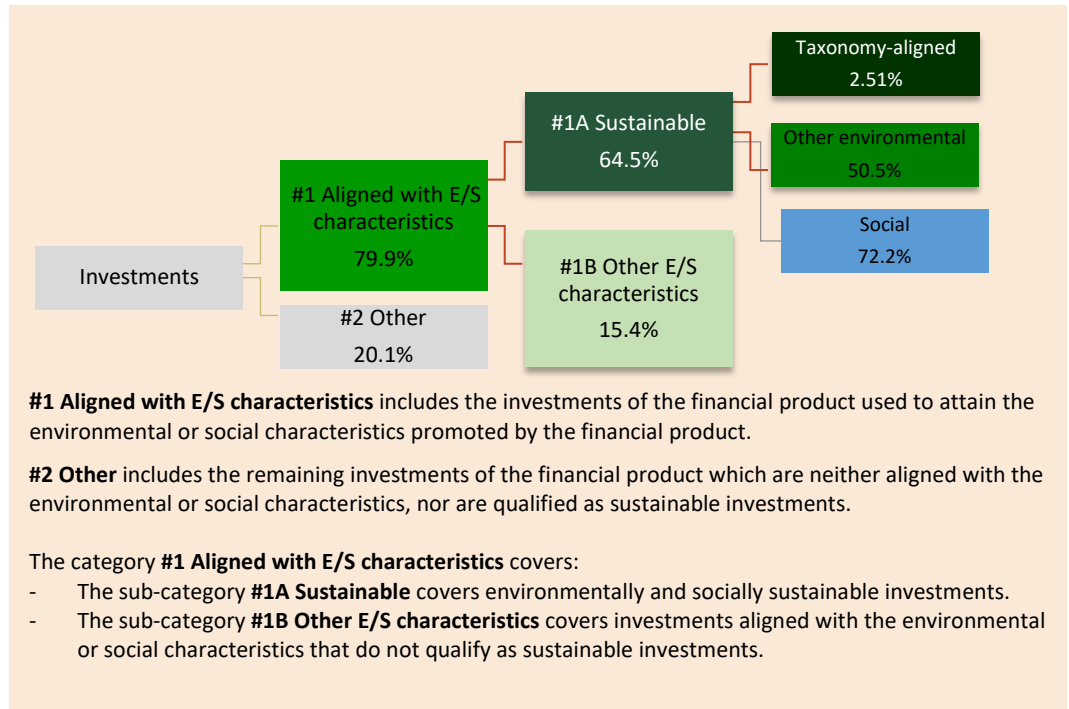 Taxonomy-aligned
2.51%
#1A Sustainable
64.5%
Other environmental
50.5%
#1 Aligned with E/S
characteristics
79.9%
Social
72.2%
Investments
#1B Other E/S
characteristics
15.4%
#2 Other
20.1%
#1 Aligned with E/S characteristics includes the investments of the financial product used to attain the
environmental or social characteristics promoted by the financial product.
#2 Other includes the remaining investments of the financial product which are neither aligned with the
environmental or social characteristics, nor are qualified as sustainable investments.
The category #1 Aligned with E/S characteristics covers:
- The sub-category #1A Sustainable covers environmentally and socially sustainable investments.
- The sub-category #1B Other E/S characteristics covers investments aligned with the environmental
or social characteristics that do not qualify as sustainable investments.